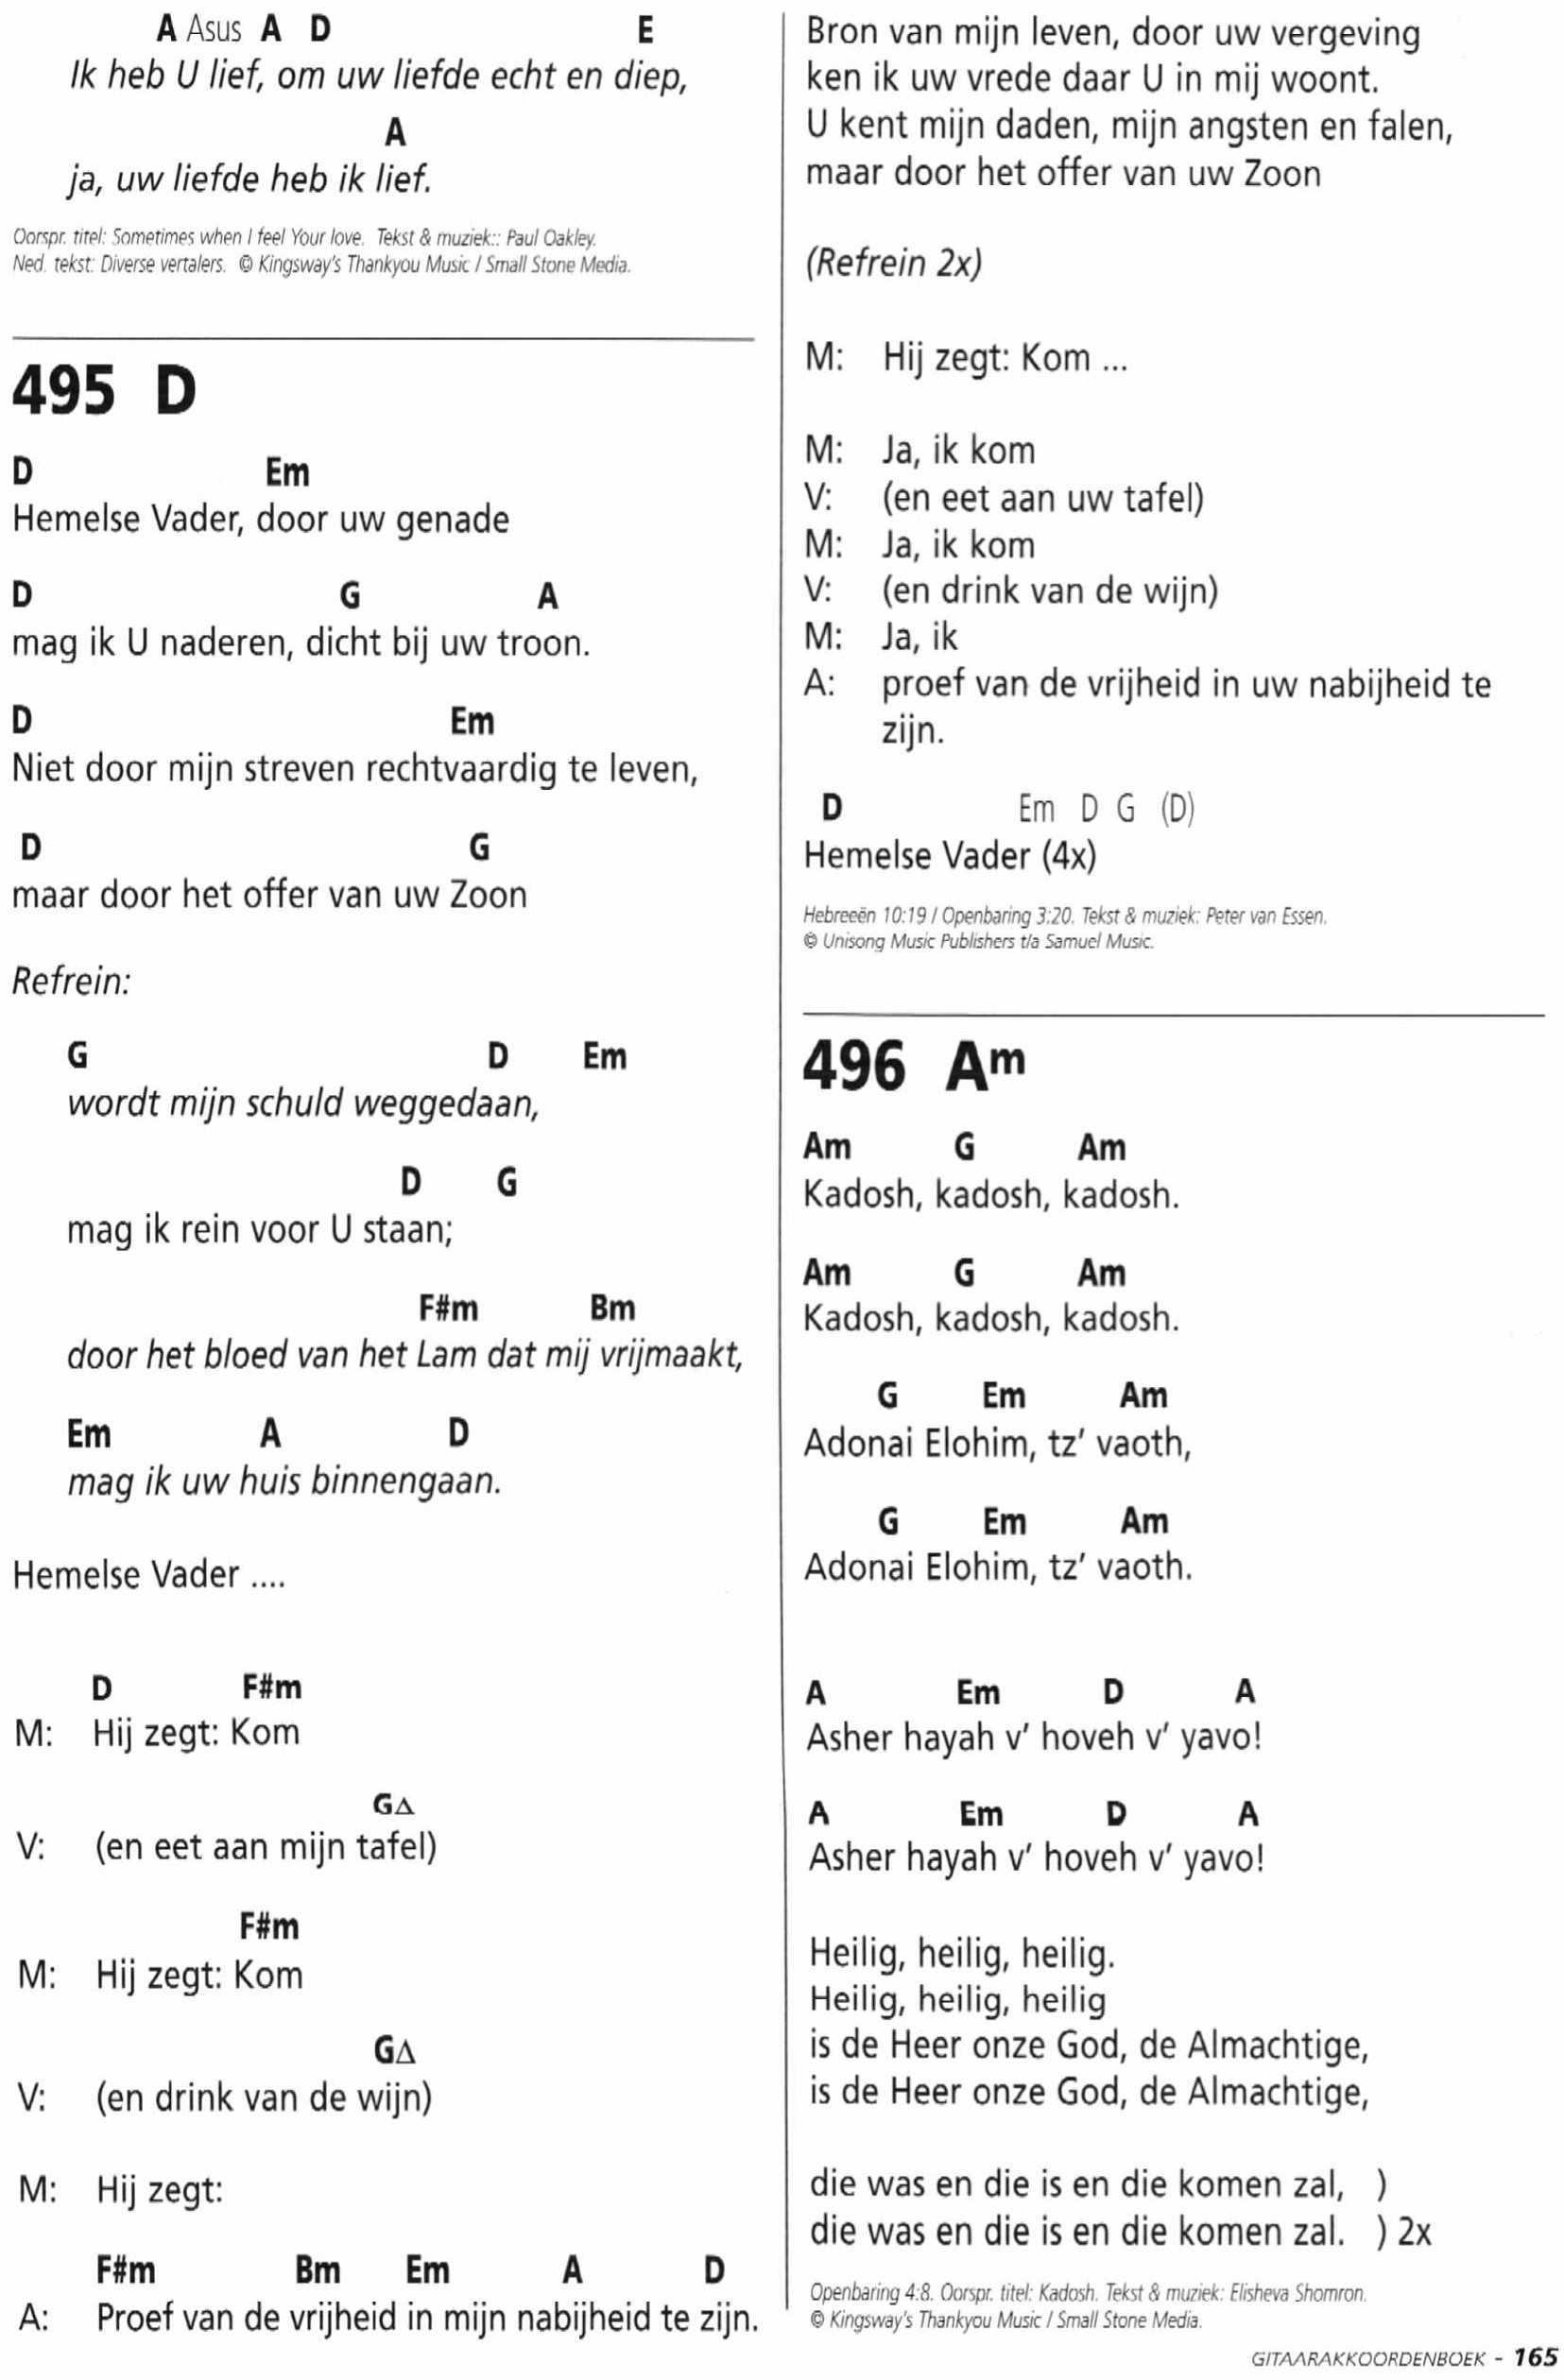 A Asus A D E
Ik heb U lief, om uw liefde echt en diep,
A
ja, uw liefde heb ik lief.
Oorspr. titel: Sometimes when I feel Your love. Tekst & muziek:: Paul Oakley.
Ned. tekst: Diverse vertalers. © Kingsway's Thankyou Music / Small Stone Media.
495 D
D Em
Hemelse Vader, door uw genade
D G A
mag ik U naderen, dicht bij uw troon.
D Em
Niet door mijn streven rechtvaardig te leven,
D G
maar door het offer van uw Zoon
Refrein:
G D Em
wordt mijn schuld weggedaan,
D G
mag ik rein voor U staan;
F#m Bm
door het bloed van het Lam dat mij vrijmaakt,
Em A D
mag ik uw huis binnengaan.
Hemelse Vader ....
D F#m
M: Hij zegt: Kom
G∆
V: (en eet aan mijn tafel)
F#m
M: Hij zegt: Kom
G∆
V: (en drink van de wijn)
M: Hij zegt:
F#m Bm Em A D
A: Proef van de vrijheid in mijn nabijheid te zijn.
Bron van mijn leven, door uw vergeving
ken ik uw vrede daar U in mij woont.
U kent mijn daden, mijn angsten en falen,
maar door het offer van uw Zoon
(Refrein 2x)
M: Hij zegt: Kom ...
M: Ja, ik kom
V: (en eet aan uw tafel)
M: Ja, ik kom
V: (en drink van de wijn)
M: Ja, ik
A: proef van de vrijheid in uw nabijheid te
zijn.
D Em D G (D)
Hemelse Vader (4x)
Hebreeën 10:19 / Openbaring 3:20. Tekst & muziek: Peter van Essen.
© Unisong Music Publishers t/a Samuel Music.
496 Am
Am G Am
Kadosh, kadosh, kadosh.
Am G Am
Kadosh, kadosh, kadosh.
G Em Am
Adonai Elohim, tz' vaoth,
G Em Am
Adonai Elohim, tz' vaoth.
A Em D A
Asher hayah v' hoveh v' yavo!
A Em D A
Asher hayah v' hoveh v' yavo!
Heilig, heilig, heilig.
Heilig, heilig, heilig
is de Heer onze God, de Almachtige,
is de Heer onze God, de Almachtige,
die was en die is en die komen zal, )
die was en die is en die komen zal. ) 2x
Openbaring 4:8. Oorspr. titel: Kadosh. Tekst & muziek: Elisheva Shomron.
© Kingsway's Thankyou Music / Small Stone Media.
GITAARAKKOORDENBOEK - 165